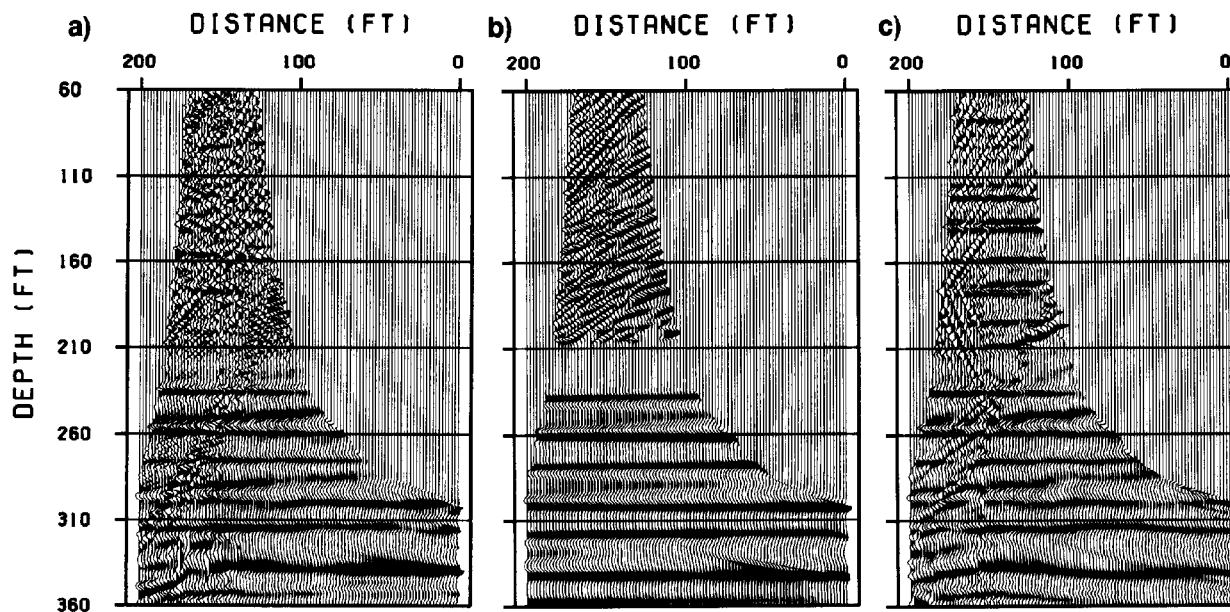 a) DISTANCE (FT)
200 100 0
b) DISTANCE (FT)
200 100 0
c) DISTANCE (FT)
200 100 0
DEPTH (FT)
60
110
160
210
260
310
360